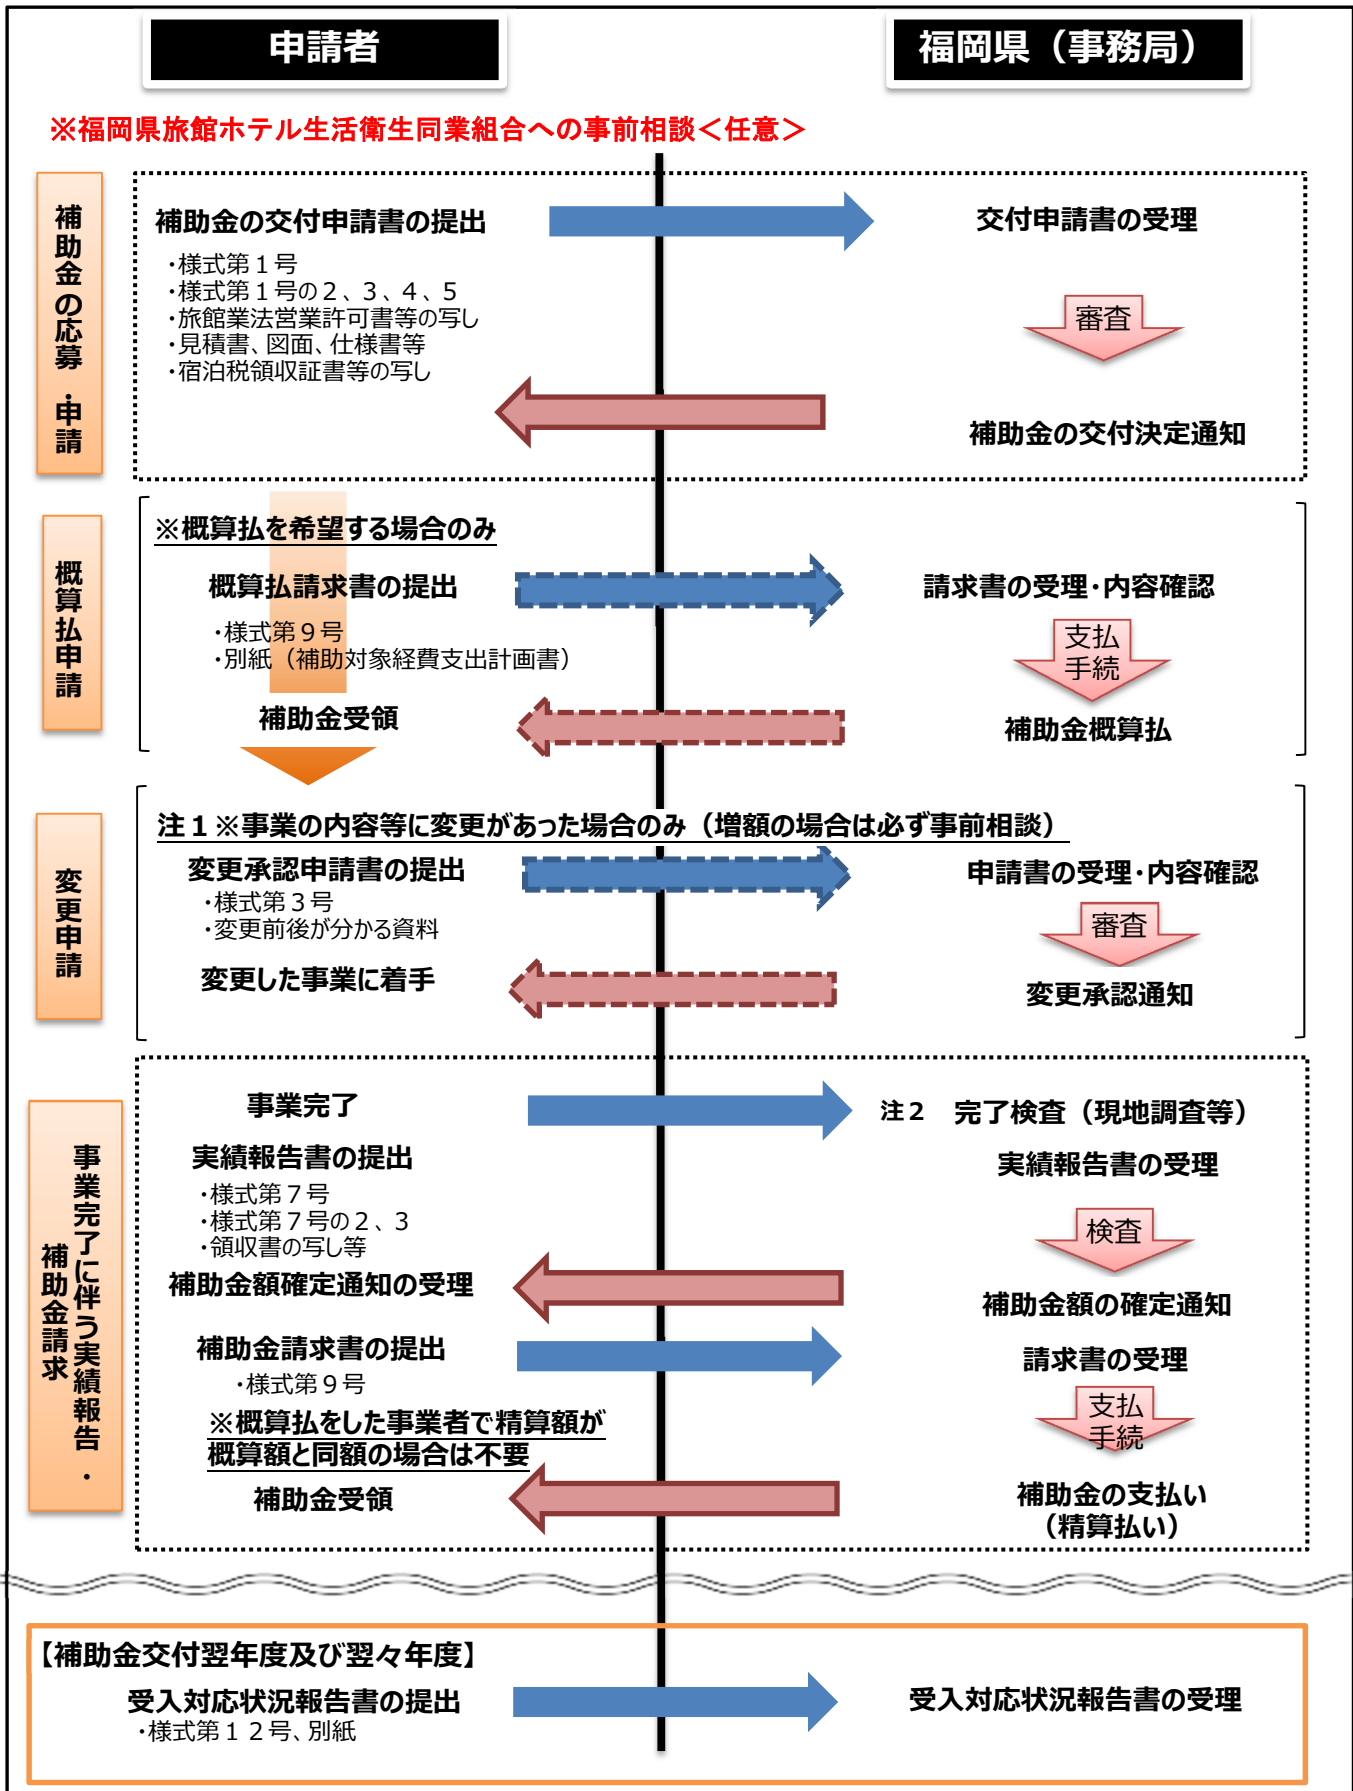 申請者
福岡県（事務局）
※福岡県旅館ホテル生活衛生同業組合への事前相談＜任意＞
補助金の応募・申請
補助金の交付申請書の提出
・様式第１号
・様式第１号の２、３、４、５
・旅館業法営業許可書等の写し
・見積書、図面、仕様書等
・宿泊税領収証書等の写し
交付申請書の受理
審査
補助金の交付決定通知
概算払申請
※概算払を希望する場合のみ
概算払請求書の提出
・様式第９号
・別紙（補助対象経費支出計画書）
補助金受領
請求書の受理・内容確認
支払
手続
補助金概算払
変更申請
注１※事業の内容等に変更があった場合のみ（増額の場合は必ず事前相談）
変更承認申請書の提出
・様式第３号
・変更前後が分かる資料
変更した事業に着手
申請書の受理・内容確認
審査
変更承認通知
事業完了に伴う実績報告・
補助金請求
事業完了
実績報告書の提出
・様式第７号
・様式第７号の２、３
・領収書の写し等
補助金額確定通知の受理
補助金請求書の提出
・様式第９号
※概算払をした事業者で精算額が
概算額と同額の場合は不要
補助金受領
注２　完了検査（現地調査等）
実績報告書の受理
検査
補助金額の確定通知
請求書の受理
支払
手続
補助金の支払い
（精算払い）
【補助金交付翌年度及び翌々年度】
受入対応状況報告書の提出
・様式第１２号、別紙
受入対応状況報告書の受理